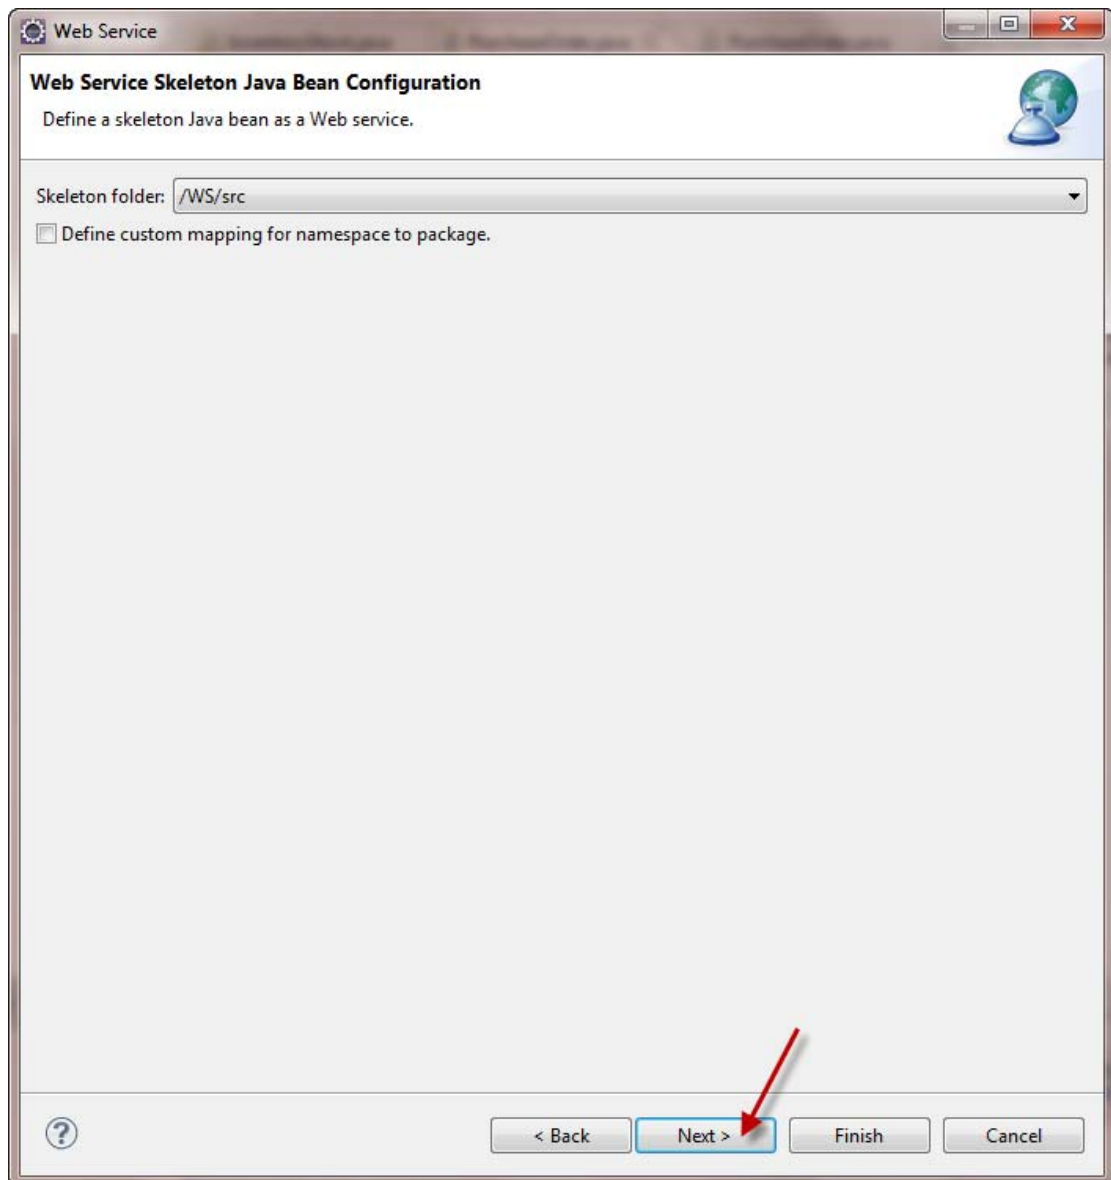 Web Service
Web Service Skeleton Java Bean Configuration
Define a skeleton Java bean as a Web service.
Skeleton folder: /WS/src
Define custom mapping for namespace to package.
? < Back Next > Finish Cancel